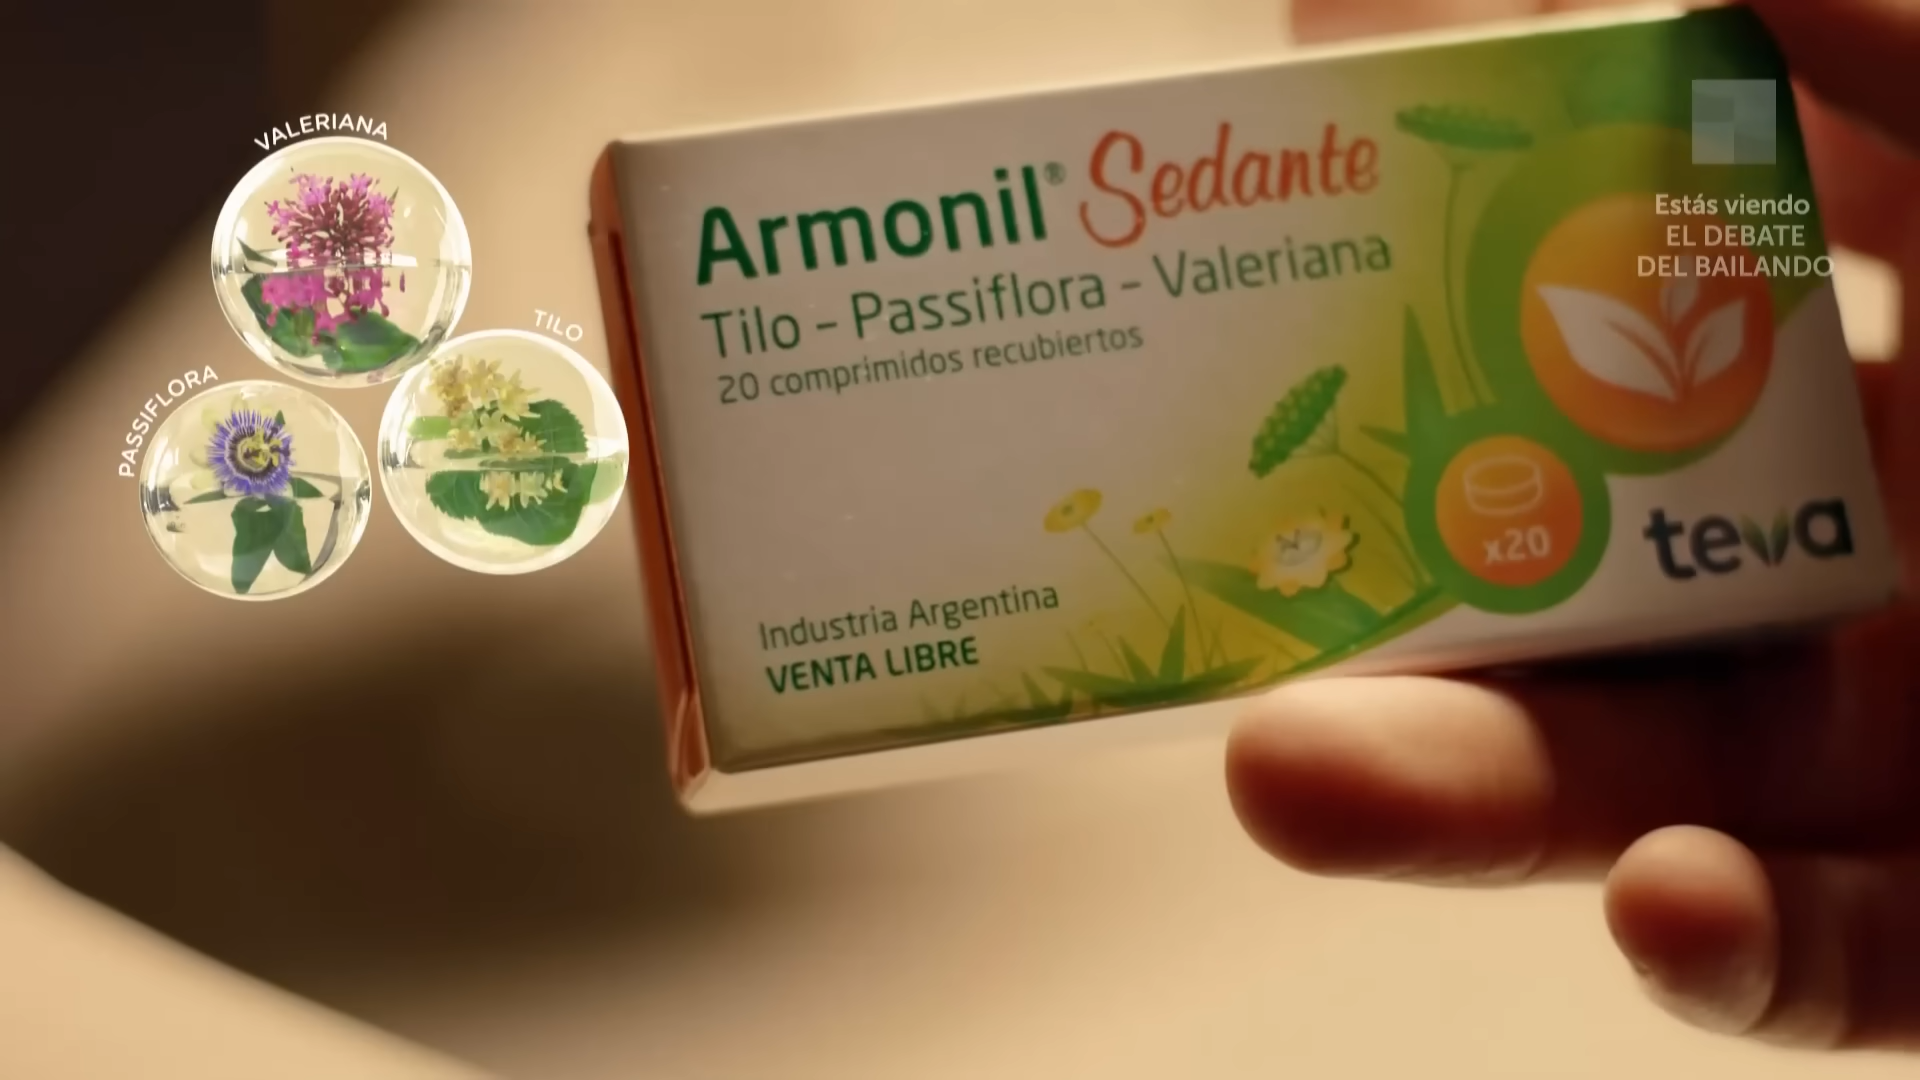 VALERIANA
TILO
PASSIFLORA
Armonil® Sedante
Tilo - Passiflora - Valeriana
20 comprimidos recubiertos
Industria Argentina
VENTA LIBRE
x20
teva
Estás viendo
EL DEBATE
DEL BAILANDO